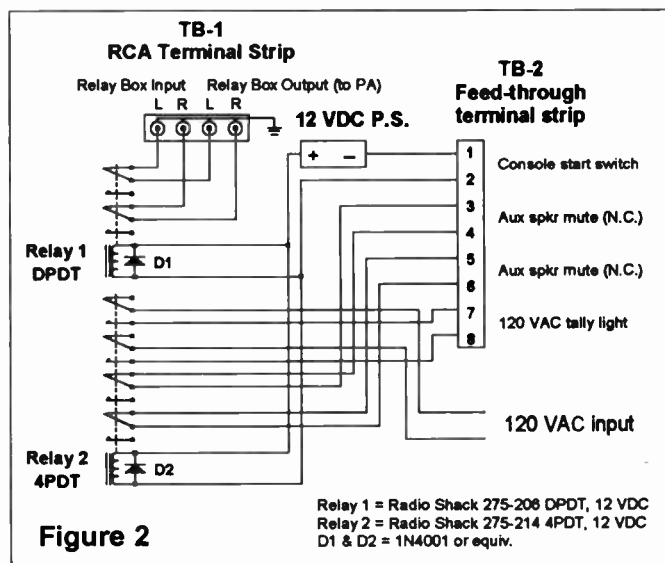 TB-1
RCA Terminal Strip
Relay Box Input Relay Box Output (to PA)
L R L R
12 VDC P.S.
+ −
TB-2
Feed-through
terminal strip
1
2
3
4
5
6
7
8
Console start switch
Aux spkr mute (N.C.)
Aux spkr mute (N.C.)
120 VAC tally light
120 VAC input
Relay 1
DPDT
D1
Relay 2
4PDT
D2
Relay 1 = Radio Shack 275-206 DPDT, 12 VDC
Relay 2 = Radio Shack 275-214 4PDT, 12 VDC
D1 & D2 = 1N4001 or equiv.
Figure 2